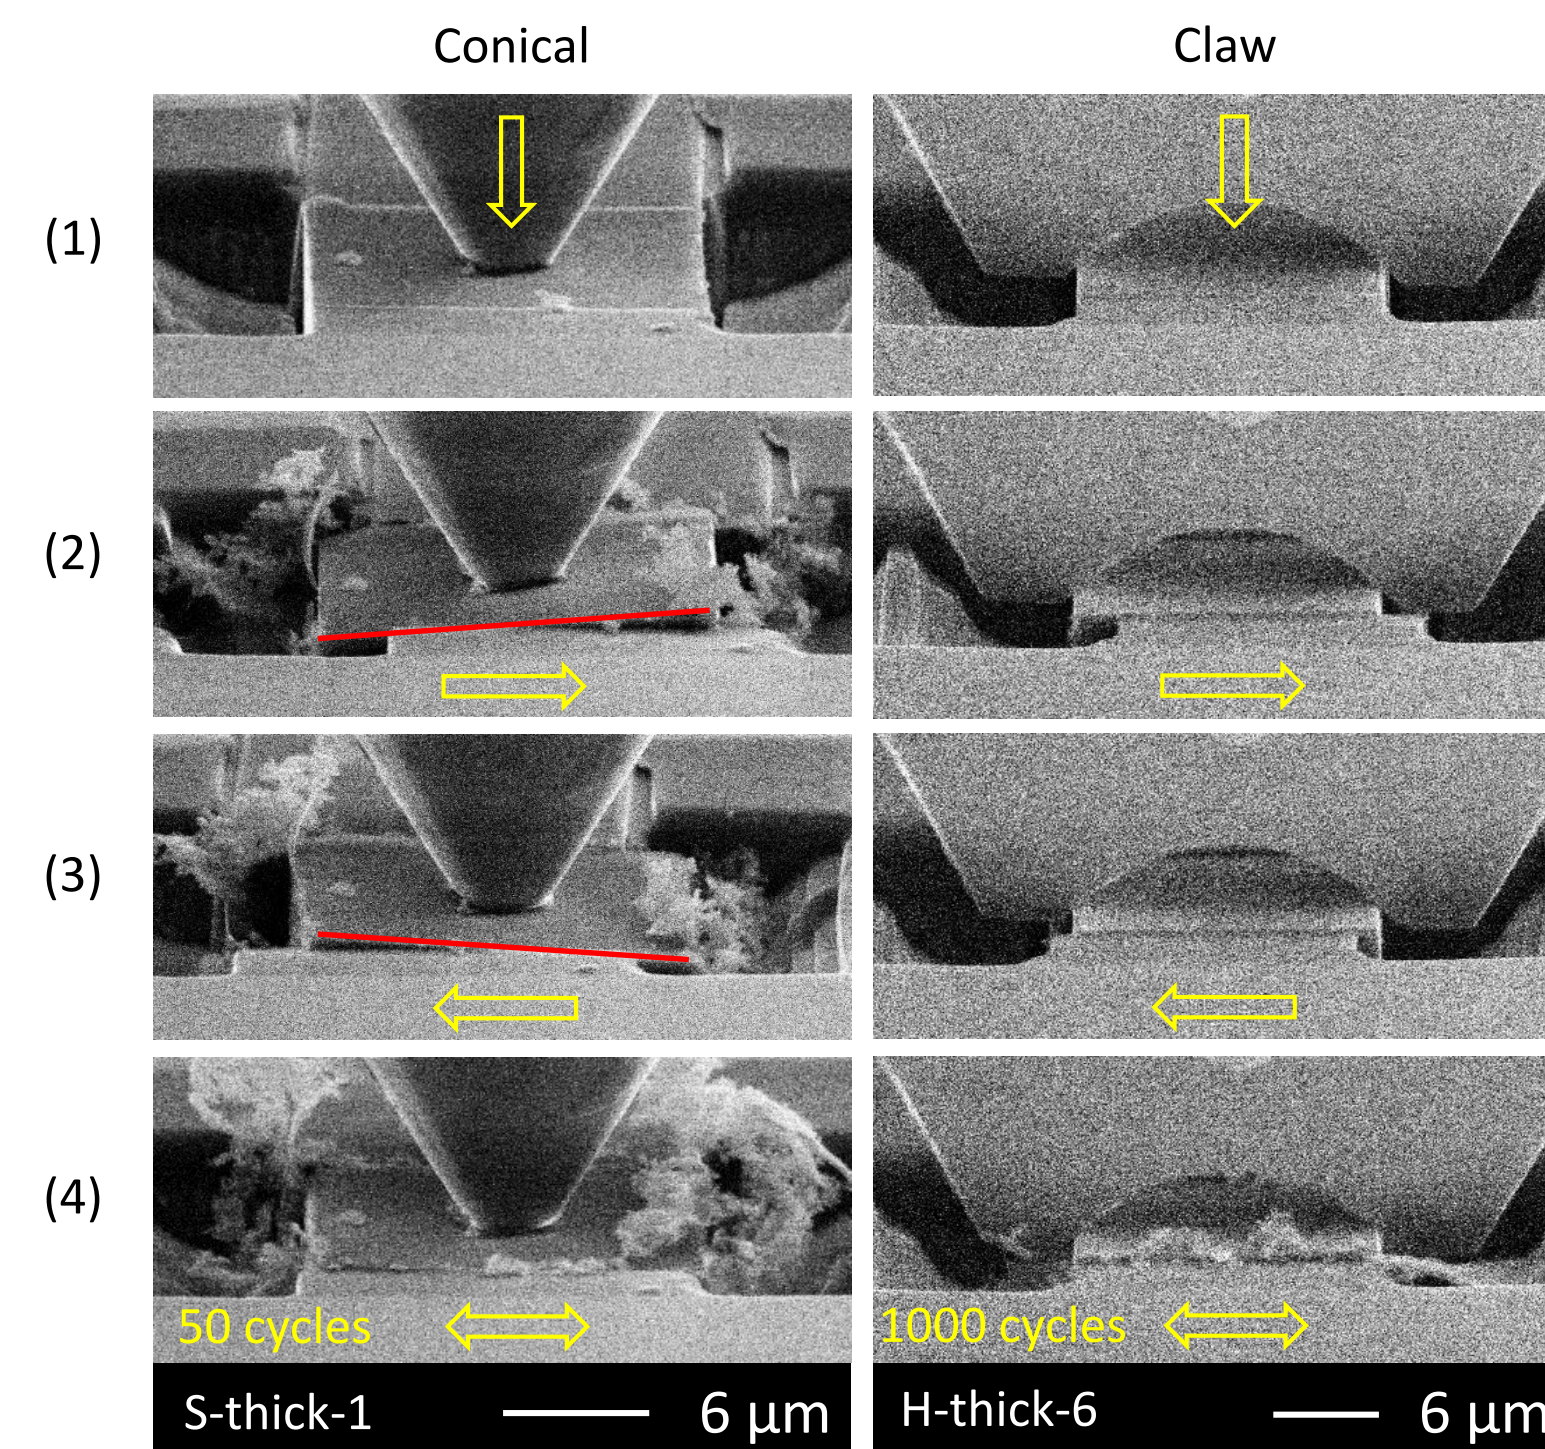 Conical Claw
(1)
(2)
(3)
(4)
50 cycles 1000 cycles
S-thick-1 6 µm H-thick-6 6 µm